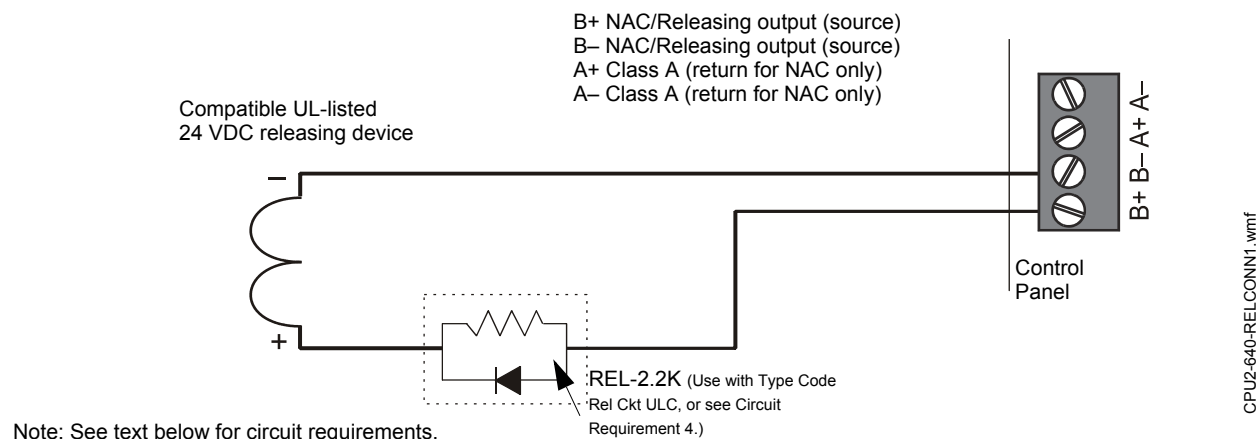 B+ NAC/Releasing output (source)
B– NAC/Releasing output (source)
A+ Class A (return for NAC only)
A– Class A (return for NAC only)
Compatible UL-listed
24 VDC releasing device
–
+
B+ B– A+ A–
Control
Panel
REL-2.2K (Use with Type Code
Rel Ckt ULC, or see Circuit
Requirement 4.)
Note: See text below for circuit requirements.
CPU2-640-RELCONN1.wmf